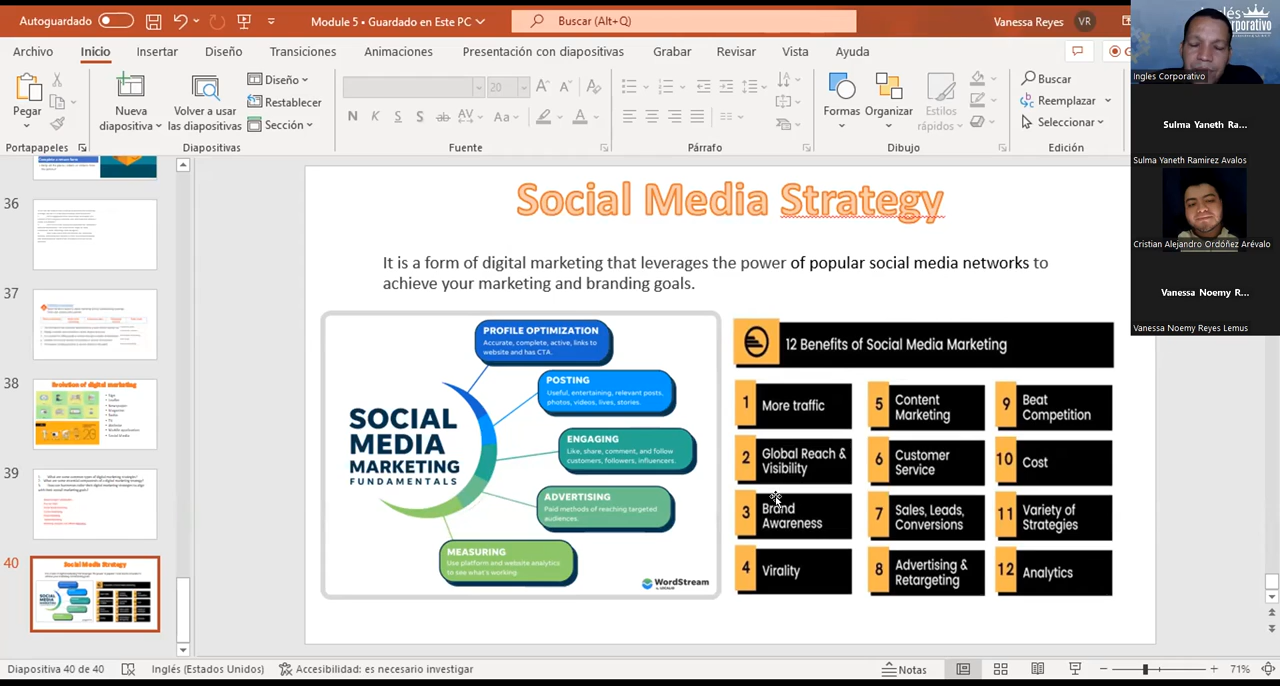 Autoguardado
Module 5 • Guardado en Este PC
Buscar (Alt+Q)
Vanessa Reyes
VR
Archivo
Inicio
Insertar
Diseño
Transiciones
Animaciones
Presentación con diapositivas
Grabar
Revisar
Vista
Ayuda
Pegar
Nueva
diapositiva
Volver a usar
las diapositivas
Diseño
Restablecer
Sección
20
Formas
Organizar
Estilos
rápidos
Buscar
Reemplazar
Seleccionar
Portapapeles
Diapositivas
Fuente
Párrafo
Dibujo
Edición
Ingles Corporativo
Sulma Yaneth Ra...
Sulma Yaneth Ramirez Avalos
Cristian Alejandro Ordóñez Arévalo
Vanessa Noemy R...
Vanessa Noemy Reyes Lemus
36
37
38
Evolution of digital marketing
39
40
Social Media Strategy
It is a form of digital marketing that leverages the power of popular social media networks to
achieve your marketing and branding goals.
SOCIAL
MEDIA
MARKETING
FUNDAMENTALS
PROFILE OPTIMIZATION
Accurate, complete, active, links to
website and has CTA.
POSTING
Useful, entertaining, relevant posts,
photos, videos, lives, stories.
ENGAGING
Like, share, comment, and follow
customers, followers, influencers.
ADVERTISING
Paid methods of reaching targeted
audiences.
MEASURING
Use platform and website analytics
to see what's working.
WordStream
12 Benefits of Social Media Marketing
1 More traffic
2 Global Reach &
Visibility
3 Brand
Awareness
4 Virality
5 Content
Marketing
6 Customer
Service
7 Sales, Leads,
Conversions
8 Advertising &
Retargeting
9 Beat
Competition
10 Cost
11 Variety of
Strategies
12 Analytics
Diapositiva 40 de 40
Inglés (Estados Unidos)
Accesibilidad: es necesario investigar
Notas
71%